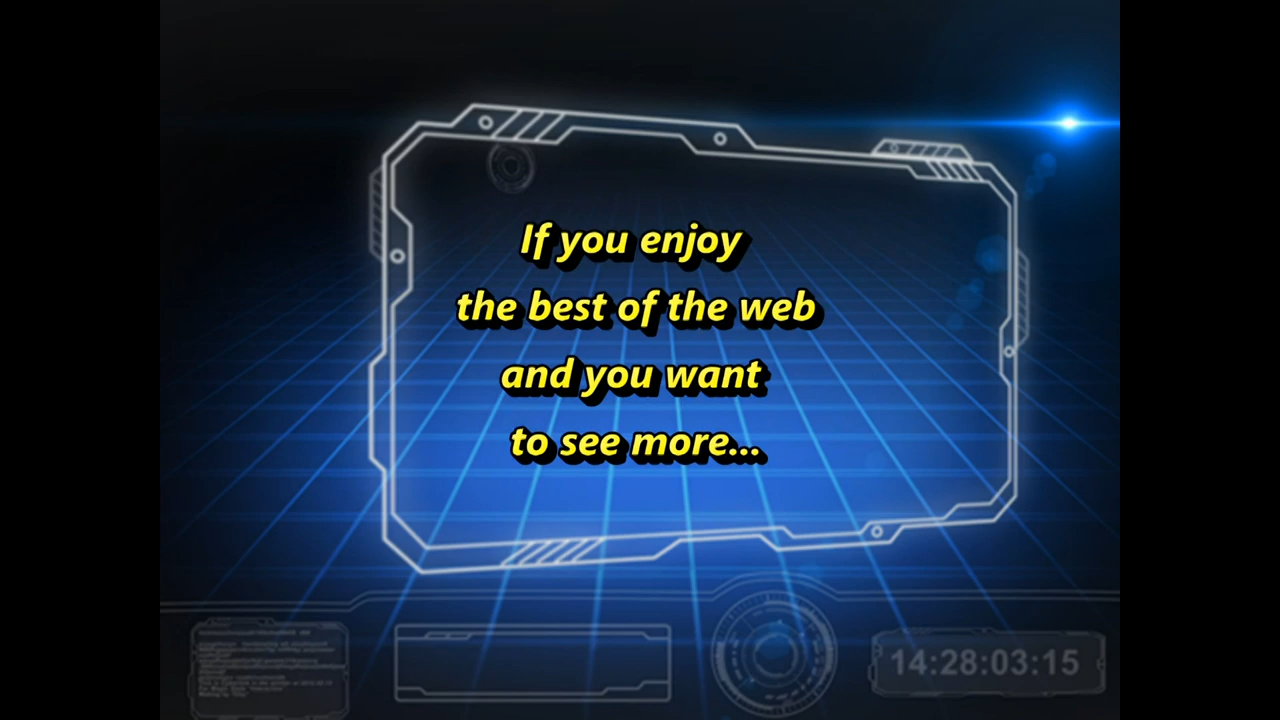 If you enjoy
the best of the web
and you want
to see more...
14:28:03:15